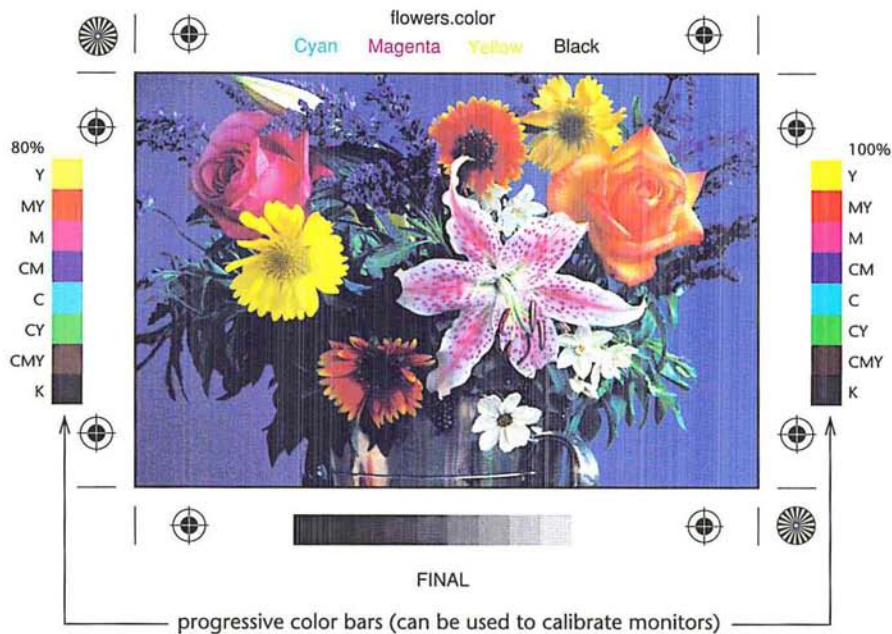 flowers.color
Cyan Magenta Yellow Black
80%
Y
MY
M
CM
C
CY
CMY
K
100%
Y
MY
M
CM
C
CY
CMY
K
FINAL
progressive color bars (can be used to calibrate monitors)